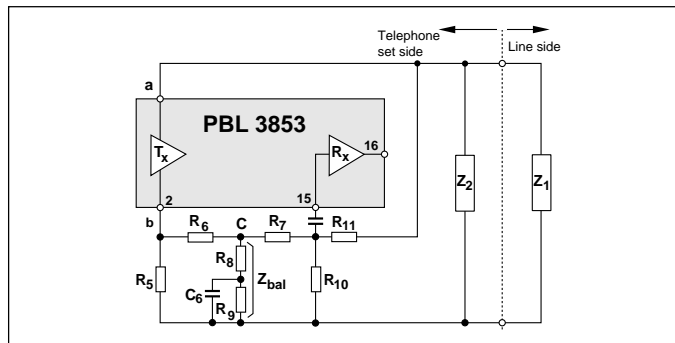 Telephone set side
Line side
a
PBL 3853
Tx
Rx
16
2
15
b
R6
C
R7
R11
Z2
Z1
R5
R8
Zbal
C6
R9
R10